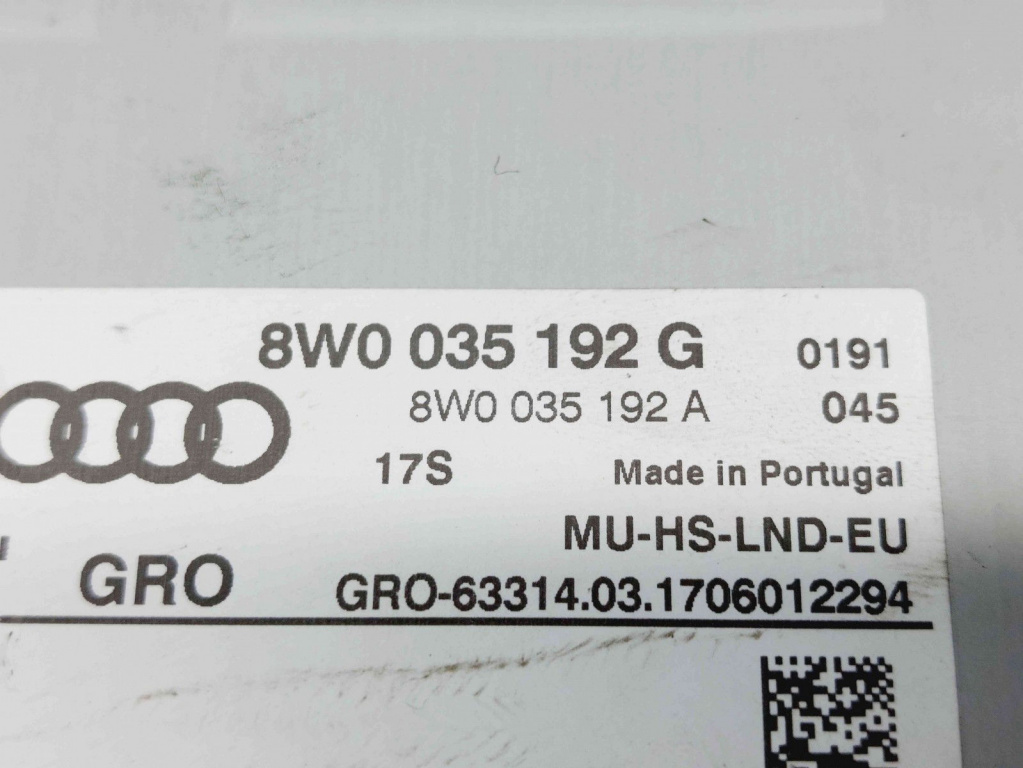 8W0 035 192 G 0191
8W0 035 192 A 045
17S Made in Portugal
MU-HS-LND-EU
GRO GRO-63314.03.1706012294